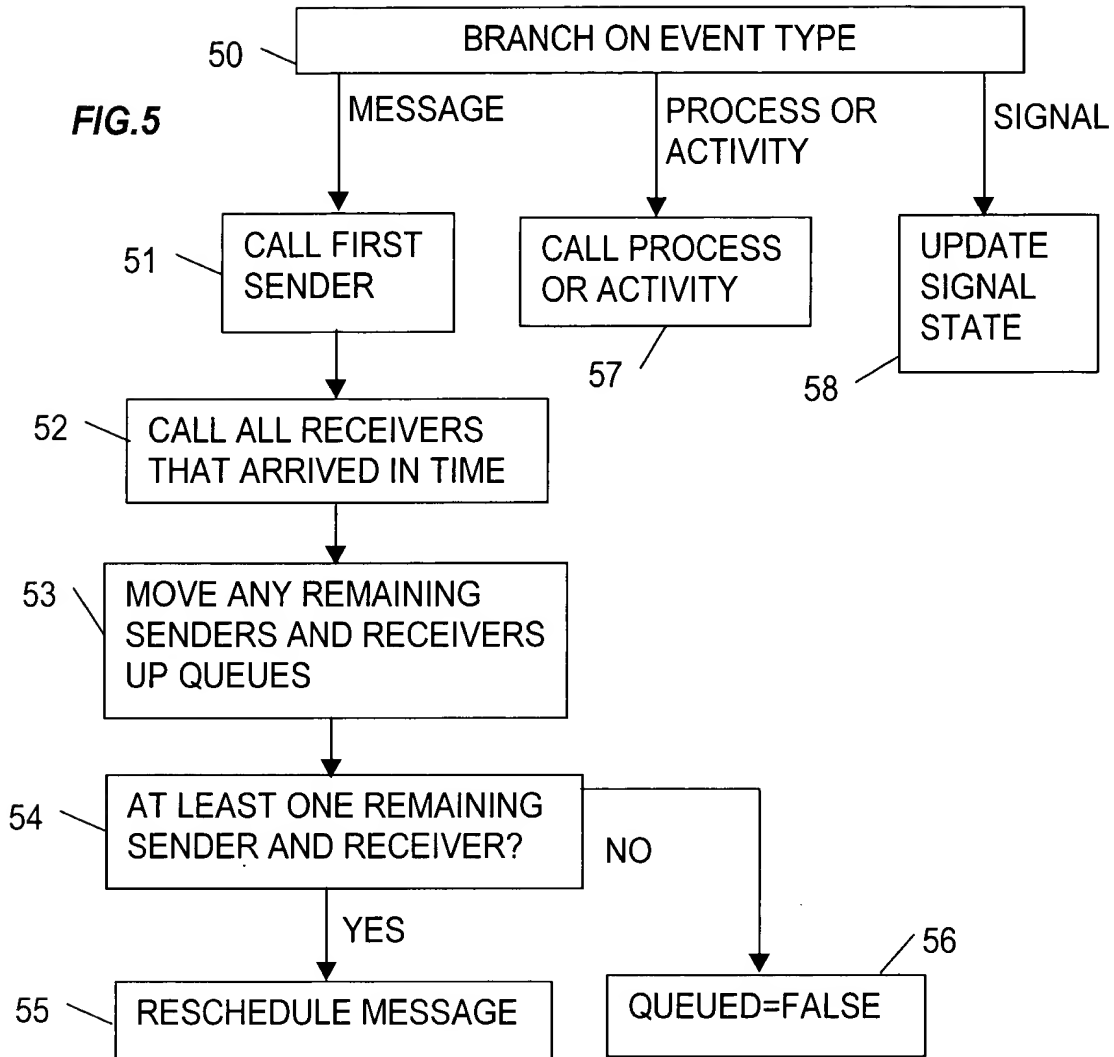 BRANCH ON EVENT TYPE
50
FIG.5
MESSAGE
PROCESS OR
ACTIVITY
SIGNAL
51
CALL FIRST
SENDER
CALL PROCESS
OR ACTIVITY
57
UPDATE
SIGNAL
STATE
58
52
CALL ALL RECEIVERS
THAT ARRIVED IN TIME
53
MOVE ANY REMAINING
SENDERS AND RECEIVERS
UP QUEUES
54
AT LEAST ONE REMAINING
SENDER AND RECEIVER?
NO
YES
56
55
RESCHEDULE MESSAGE
QUEUED=FALSE